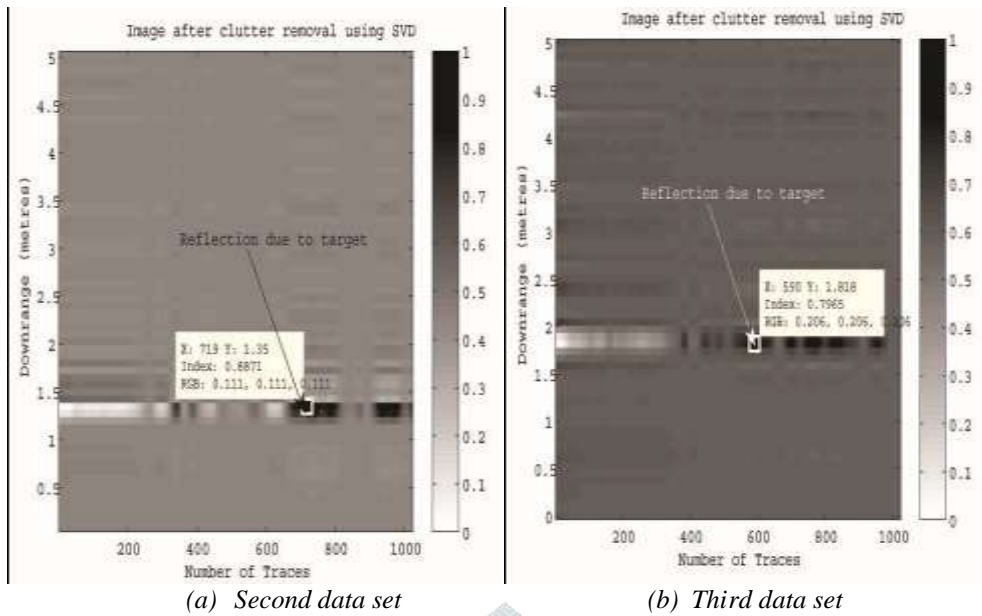 Image after clutter removal using SVD
5
4.5
4
3.5
3
2.5
2
1.5
1
0.5
Downrange (metres)
Reflection due to target
X: 719 Y: 1.35
Index: 0.8871
RGB: 0.111, 0.111, 0.111
200 400 600 800 1000
Number of Traces
1
0.9
0.8
0.7
0.6
0.5
0.4
0.3
0.2
0.1
0
(a) Second data set
Image after clutter removal using SVD
5
4.5
4
3.5
3
2.5
2
1.5
1
0.5
0
Downrange (metres)
Reflection due to target
X: 590 Y: 1.818
Index: 0.7965
RGB: 0.206, 0.206, 0.206
200 400 600 800 1000
Number of Traces
1
0.9
0.8
0.7
0.6
0.5
0.4
0.3
0.2
0.1
0
(b) Third data set